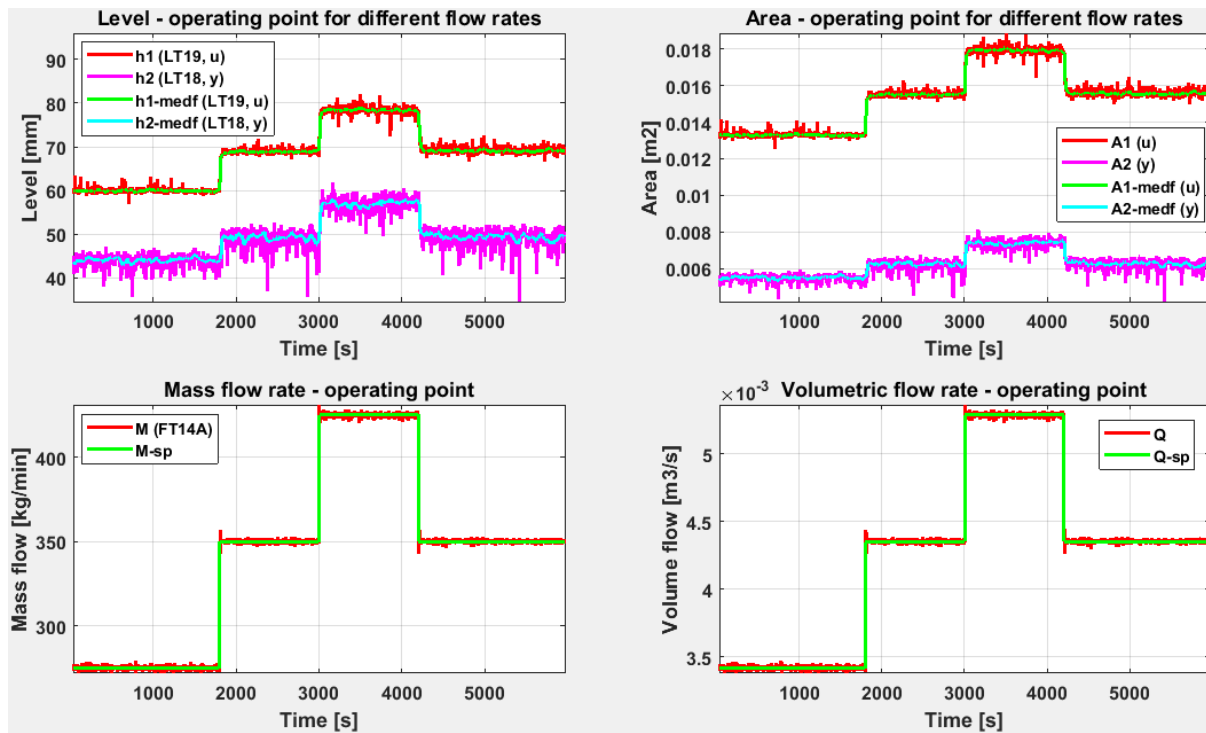 Level - operating point for different flow rates
90
80
70
60
50
40
Level [mm]
h1 (LT19, u)
h2 (LT18, y)
h1-medf (LT19, u)
h2-medf (LT18, y)
1000 2000 3000 4000 5000
Time [s]
Area - operating point for different flow rates
0.018
0.016
0.014
0.012
0.01
0.008
0.006
Area [m2]
A1 (u)
A2 (y)
A1-medf (u)
A2-medf (y)
1000 2000 3000 4000 5000
Time [s]
Mass flow rate - operating point
400
350
300
Mass flow [kg/min]
M (FT14A)
M-sp
1000 2000 3000 4000 5000
Time [s]
Volumetric flow rate - operating point
×10⁻³
5
4.5
4
3.5
Volume flow [m3/s]
Q
Q-sp
1000 2000 3000 4000 5000
Time [s]